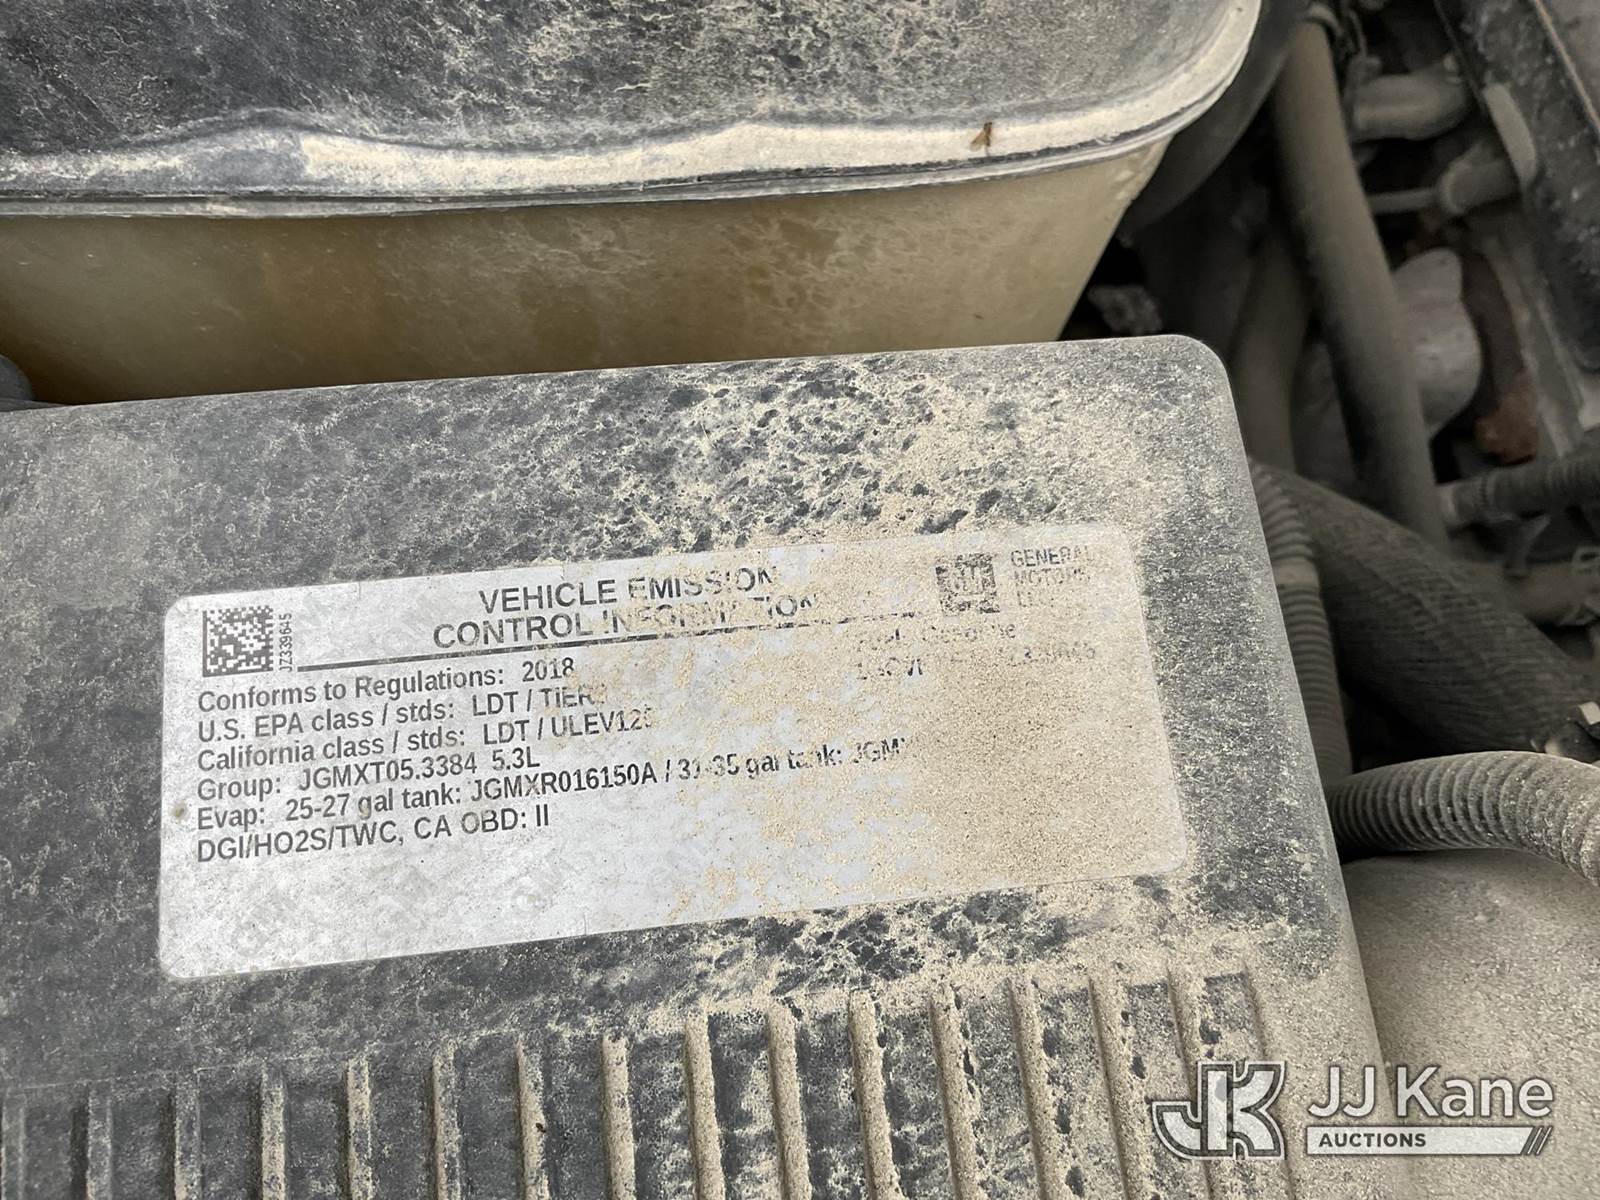 VEHICLE EMISSION
CONTROL INFORMATION
GENERAL
MOTORS
JZ339645
Conforms to Regulations: 2018
U.S. EPA class / stds: LDT / TIER
California class / stds: LDT / ULEV125
Group: JGMXT05.3384 5.3L
Evap: 25-27 gal tank: JGMXR016150A / 31-35 gal tank:
DGI/HO2S/TWC, CA OBD: II
JK JJ Kane
AUCTIONS